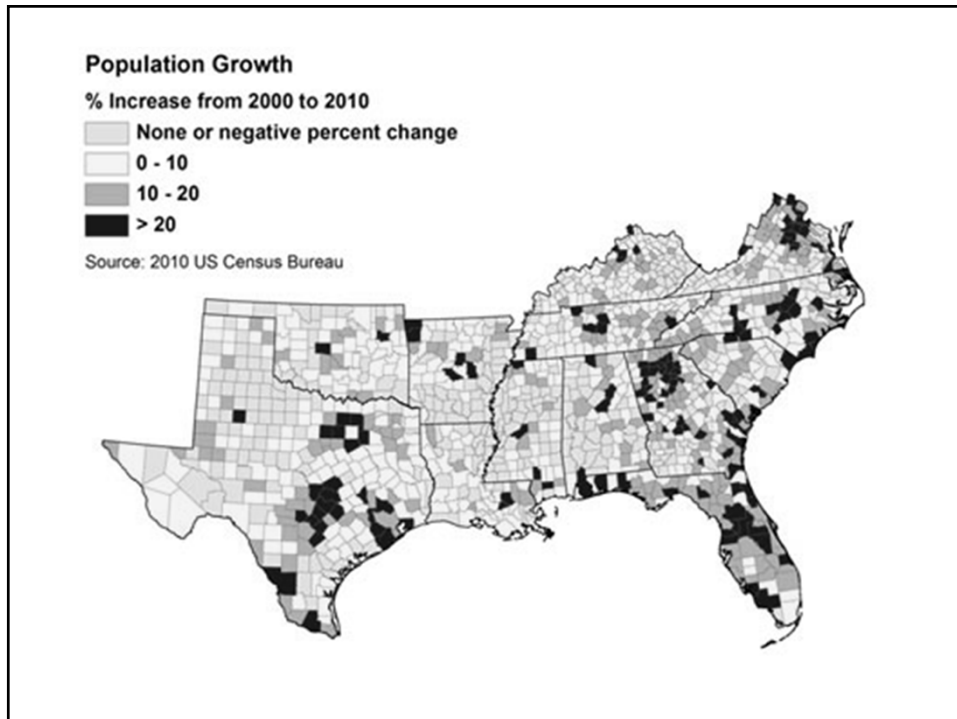 Population Growth
% Increase from 2000 to 2010
None or negative percent change
0 - 10
10 - 20
> 20
Source: 2010 US Census Bureau